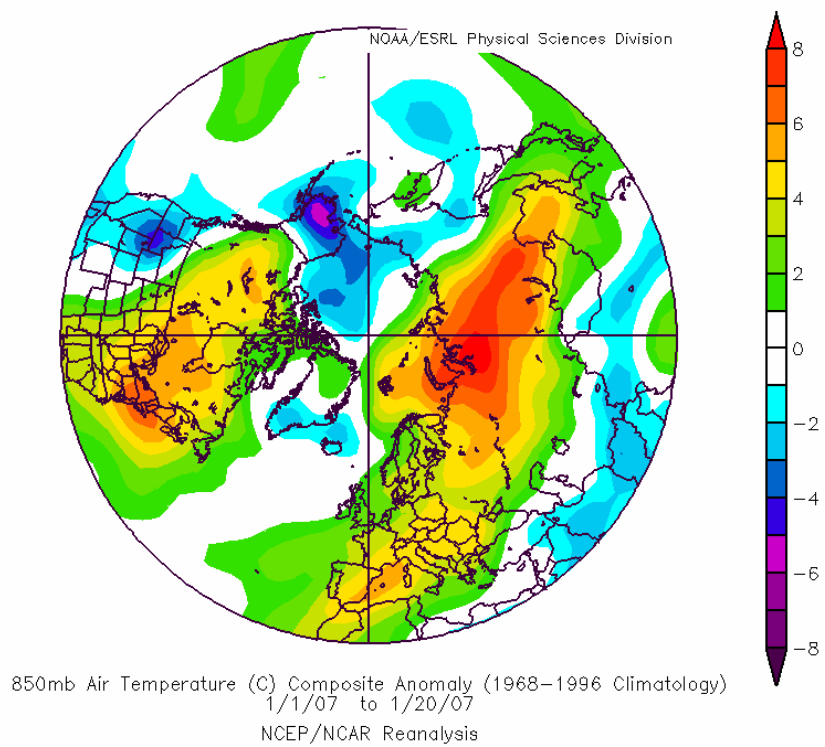 NOAA/ESRL Physical Sciences Division
8
6
4
2
0
-2
-4
-6
-8
850mb Air Temperature (C) Composite Anomaly (1968-1996 Climatology)
1/1/07 to 1/20/07
NCEP/NCAR Reanalysis